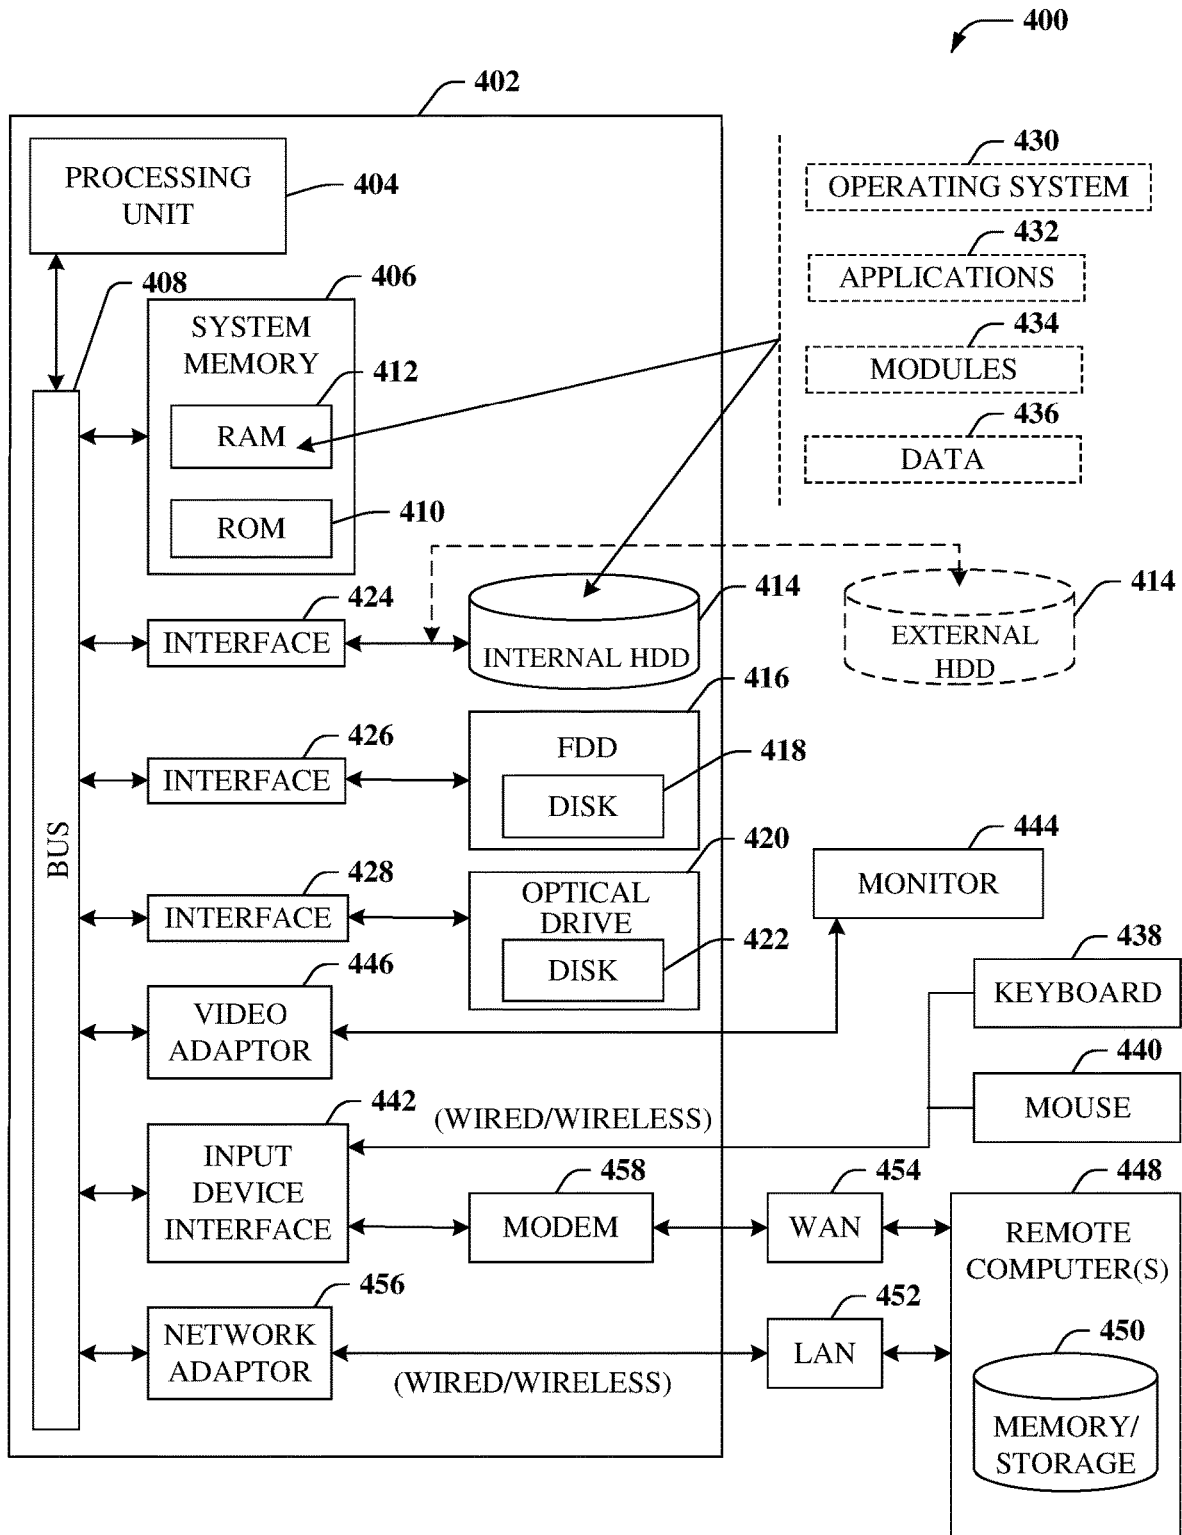 400
402
PROCESSING
UNIT
404
408
406
SYSTEM
MEMORY
412
RAM
ROM
410
430
OPERATING SYSTEM
432
APPLICATIONS
434
MODULES
436
DATA
424
INTERFACE
414
INTERNAL HDD
414
EXTERNAL
HDD
416
426
INTERFACE
FDD
418
DISK
BUS
420
428
INTERFACE
OPTICAL
DRIVE
422
DISK
444
MONITOR
446
VIDEO
ADAPTOR
438
KEYBOARD
440
MOUSE
442
(WIRED/WIRELESS)
INPUT
DEVICE
INTERFACE
458
MODEM
454
WAN
448
REMOTE
COMPUTER(S)
456
NETWORK
ADAPTOR
(WIRED/WIRELESS)
452
LAN
450
MEMORY/
STORAGE